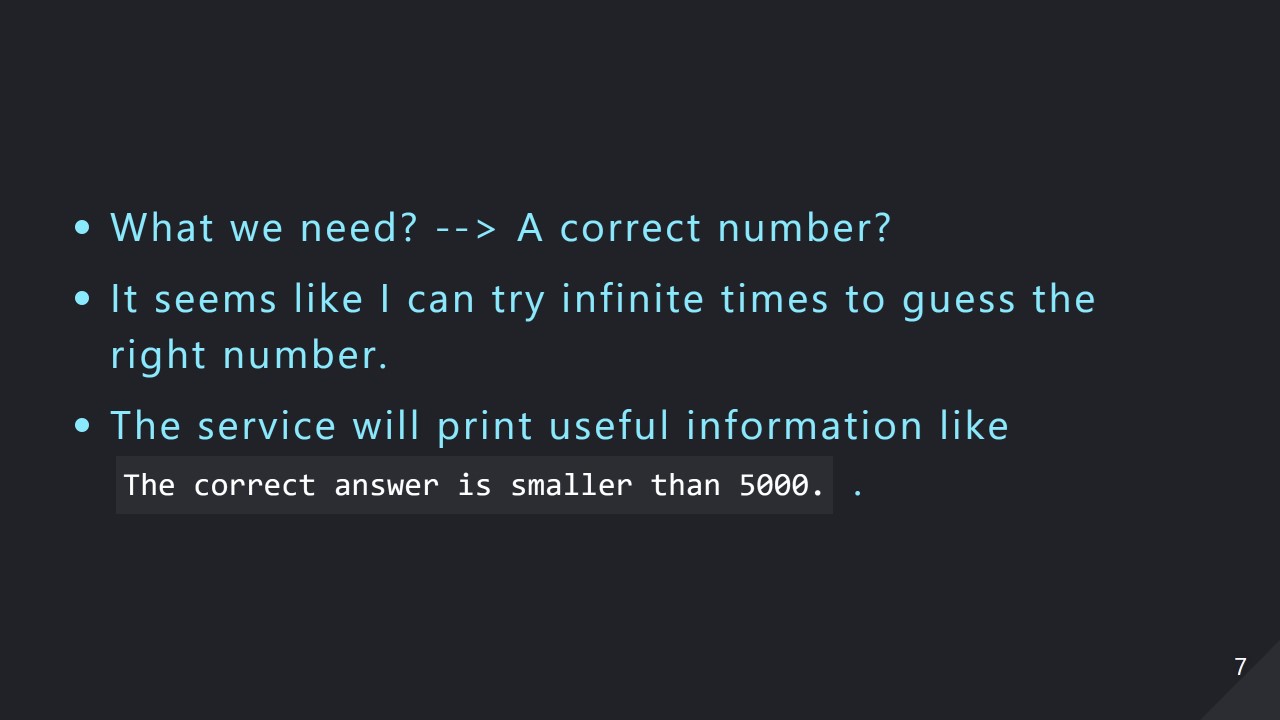 • What we need? --> A correct number?
• It seems like I can try infinite times to guess the
right number.
• The service will print useful information like
The correct answer is smaller than 5000. .
7